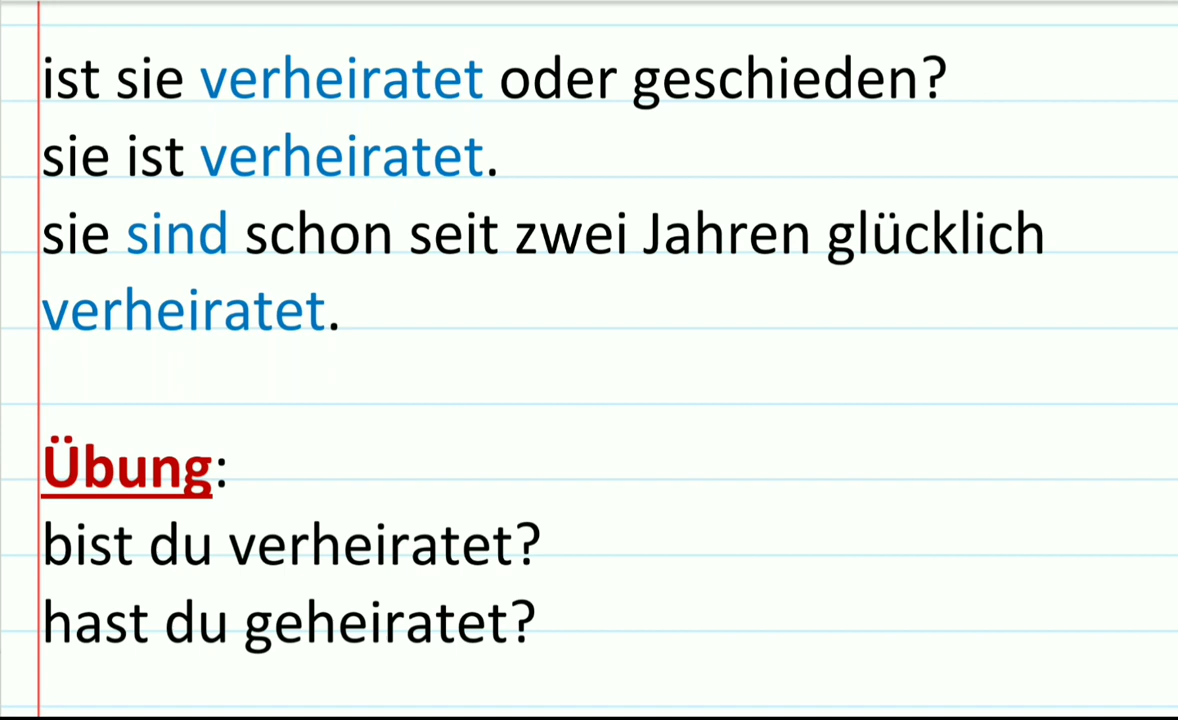 ist sie verheiratet oder geschieden?
sie ist verheiratet.
sie sind schon seit zwei Jahren glücklich
verheiratet.
Übung:
bist du verheiratet?
hast du geheiratet?